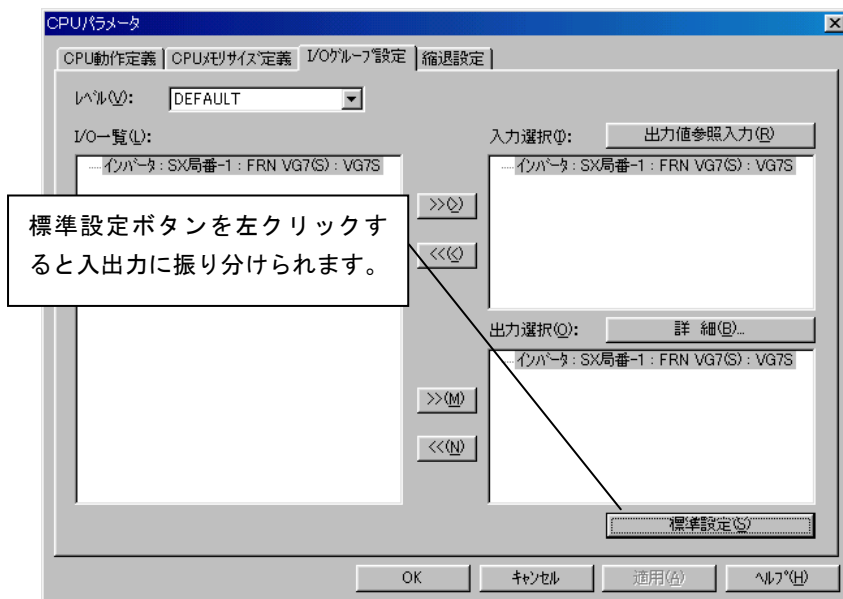 CPUパラメータ
CPU動作定義 CPUメモリサイズ定義 I/Oグループ設定 縮退設定
レベル(V): DEFAULT
I/O一覧(L): 入力選択(I): 出力値参照入力(R)
インバータ : SX局番-1 : FRN VG7(S) : VG7S インバータ : SX局番-1 : FRN VG7(S) : VG7S
>>(X)
標準設定ボタンを左クリックす
ると入出力に振り分けられます。
<<(<)
出力選択(O): 詳 細(B)...
インバータ : SX局番-1 : FRN VG7(S) : VG7S
>>(M)
<<(N)
標準設定(S)
OK キャンセル 適用(A) ヘルプ(H)